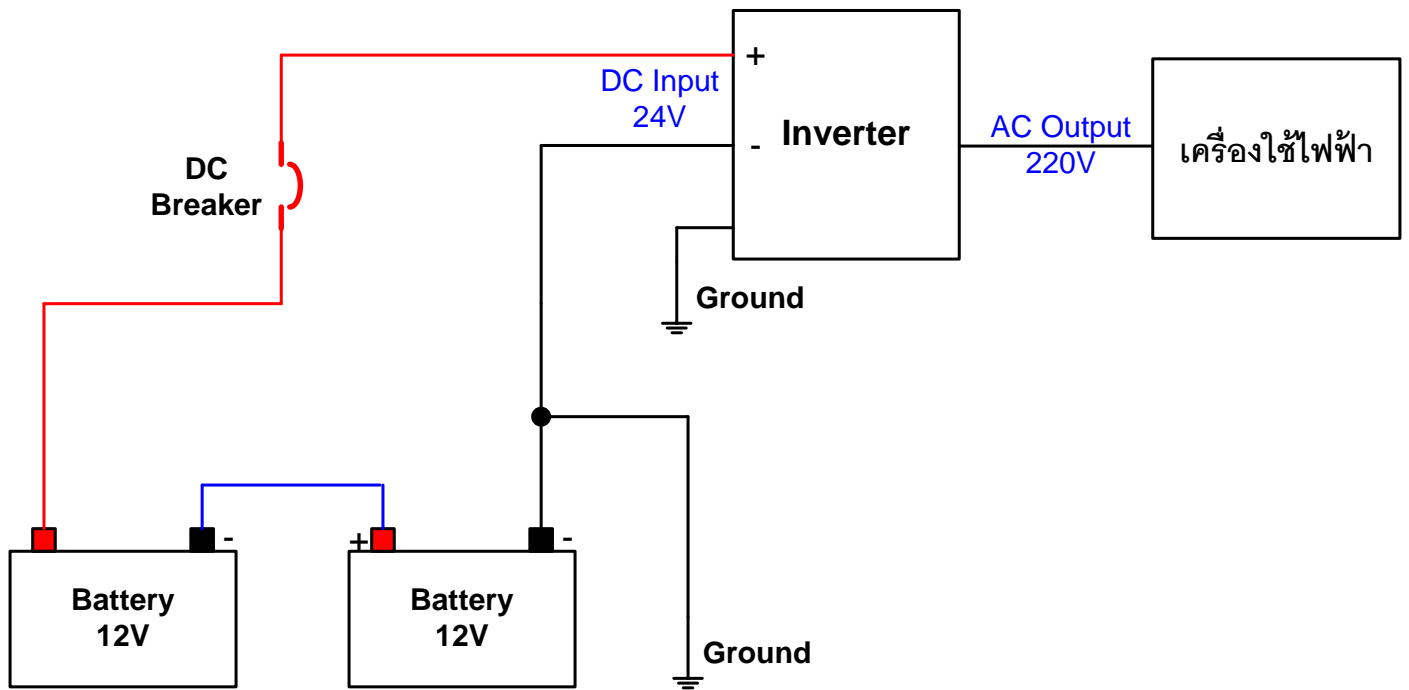 +
DC Input
24V
-
Inverter
AC Output
220V
เครื่องใช้ไฟฟ้า
DC
Breaker
Ground
-
+
-
Battery
12V
Battery
12V
Ground